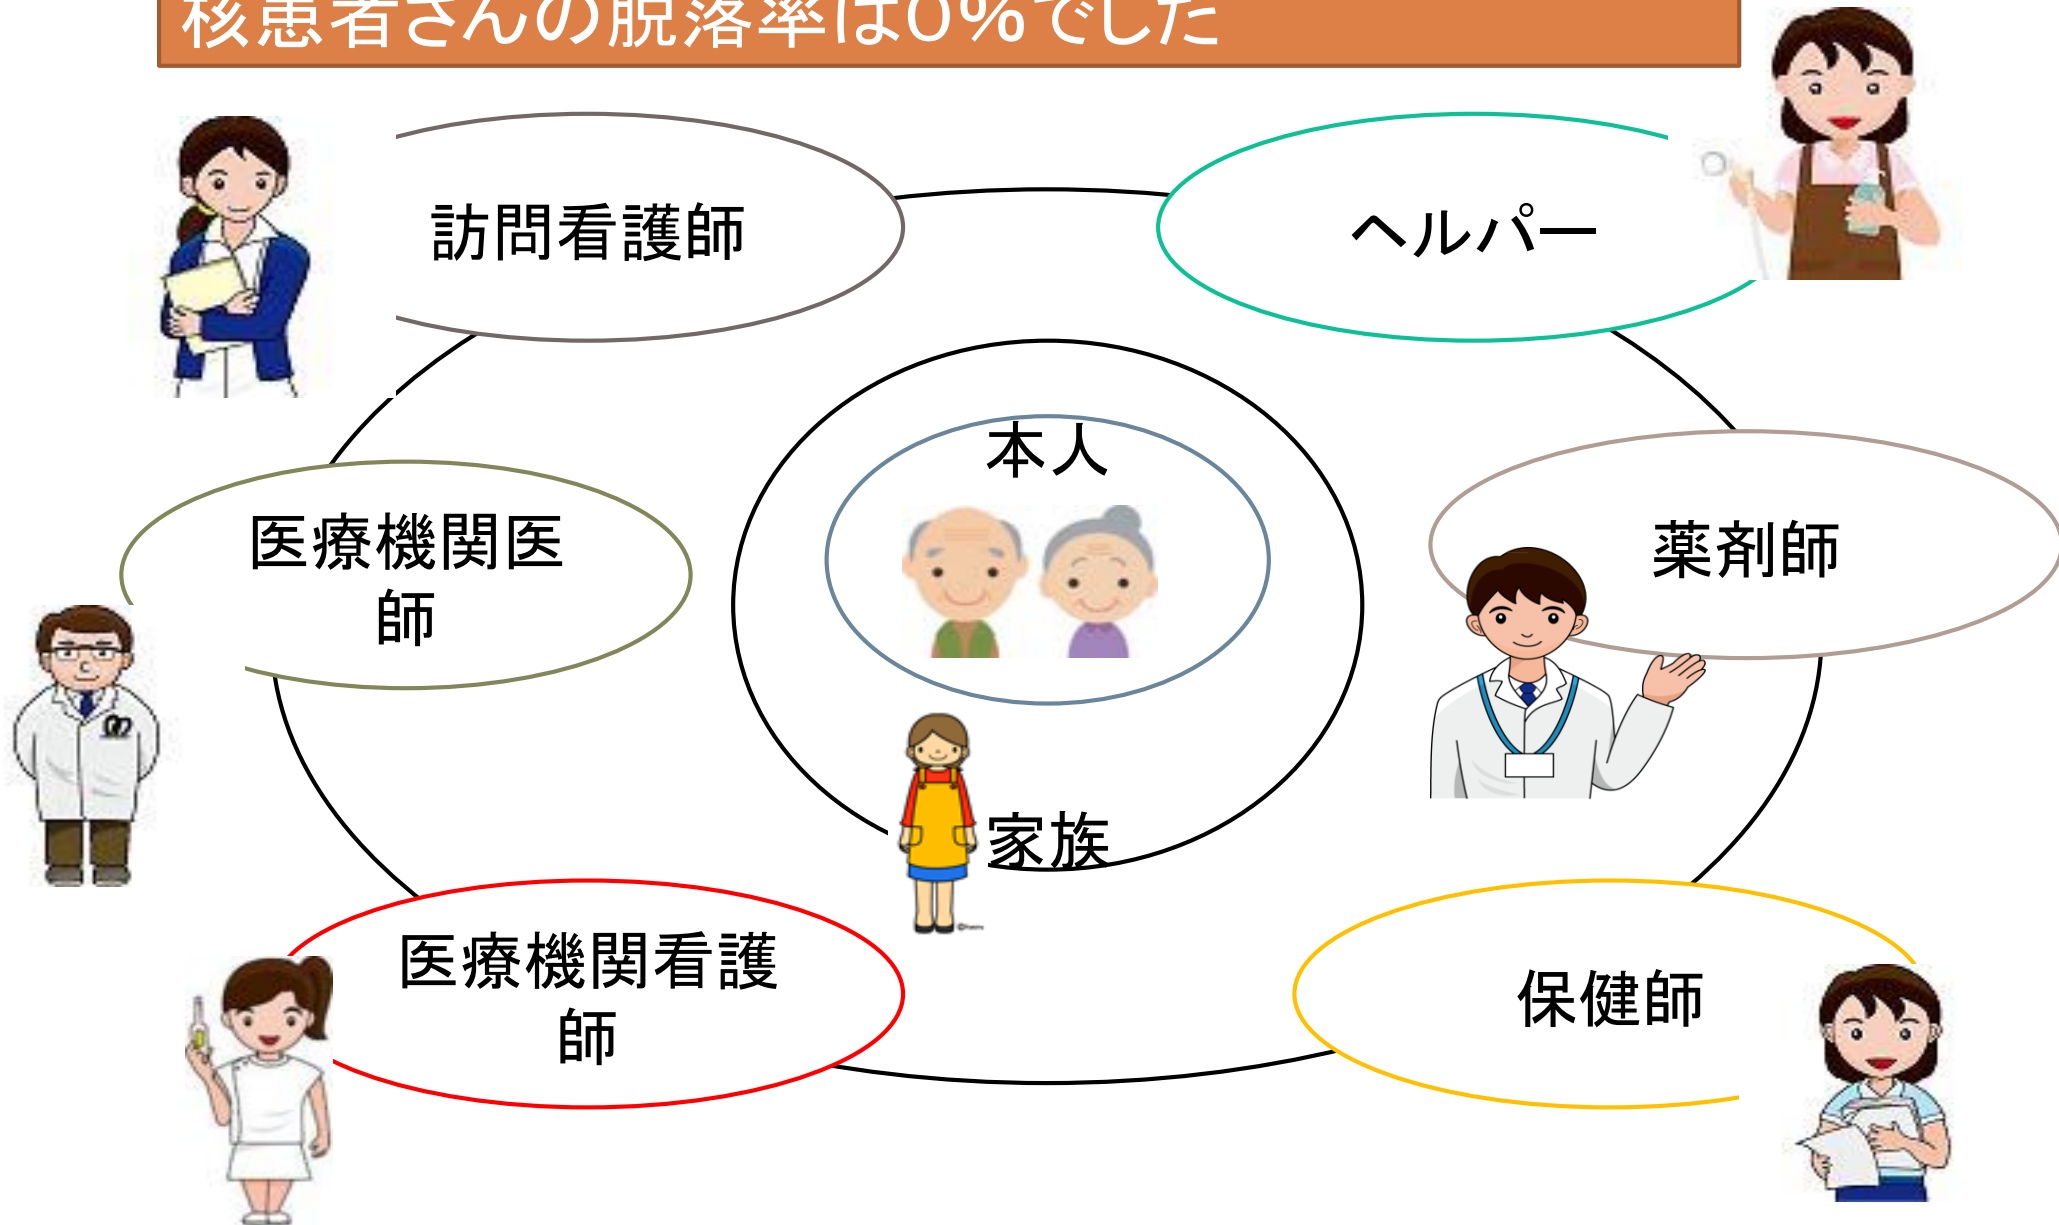 核患者さんの脱落率は0%でした
訪問看護師
ヘルパー
本人
医療機関医
師
薬剤師
家族
医療機関看護
師
保健師